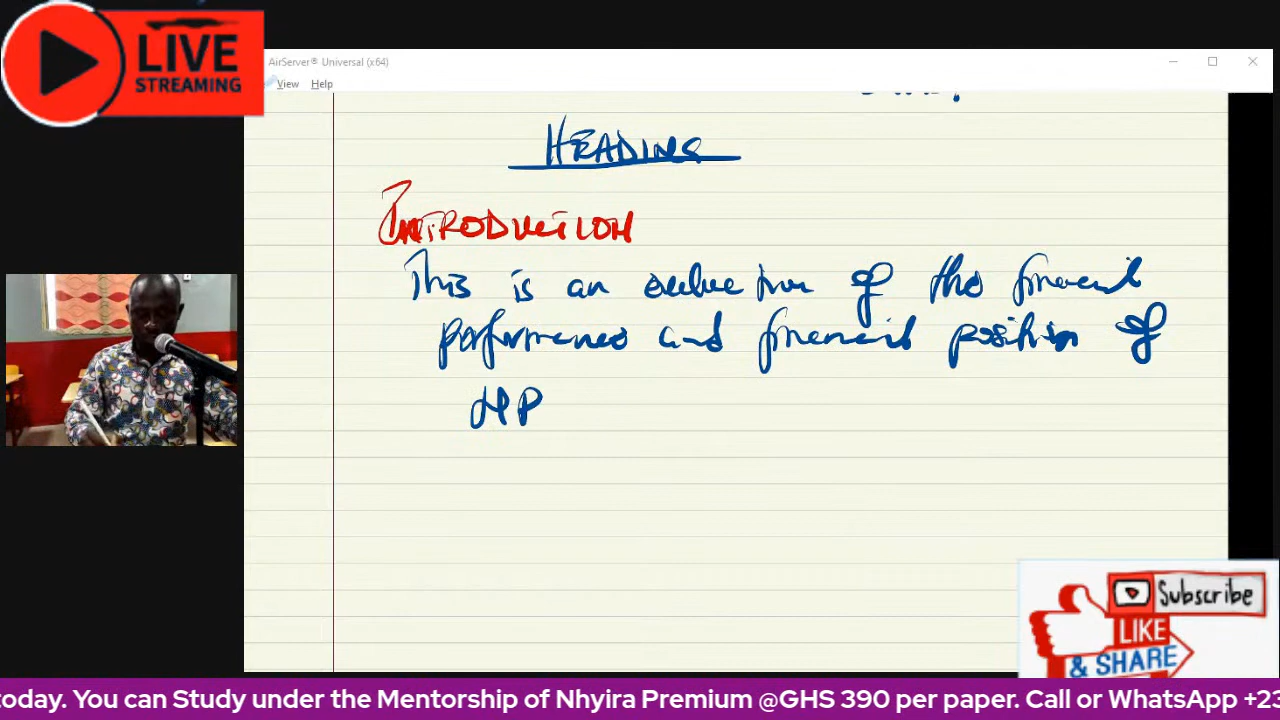 LIVE
STREAMING
AirServer® Universal (x64)
View Help
HEADING
INTRODUCTION
This is an evaluation of the financial
performance and financial position of
HP
Subscribe
LIKE
& SHARE
today. You can Study under the Mentorship of Nhyira Premium @GHS 390 per paper. Call or WhatsApp +23